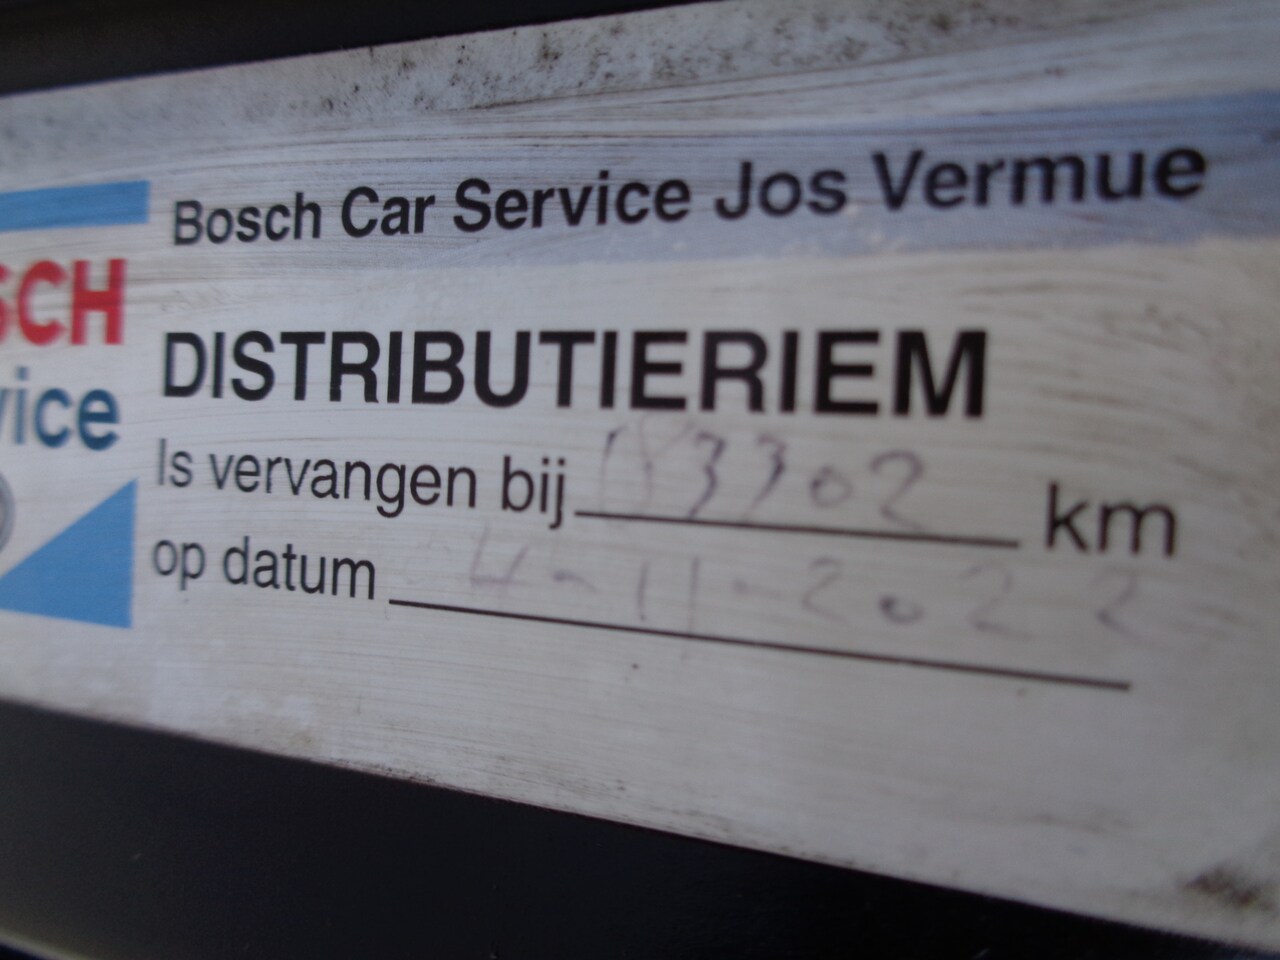 Bosch Car Service Jos Vermue
SCH
vice
DISTRIBUTIERIEM
Is vervangen bij 183302 km
op datum 4-11-2022